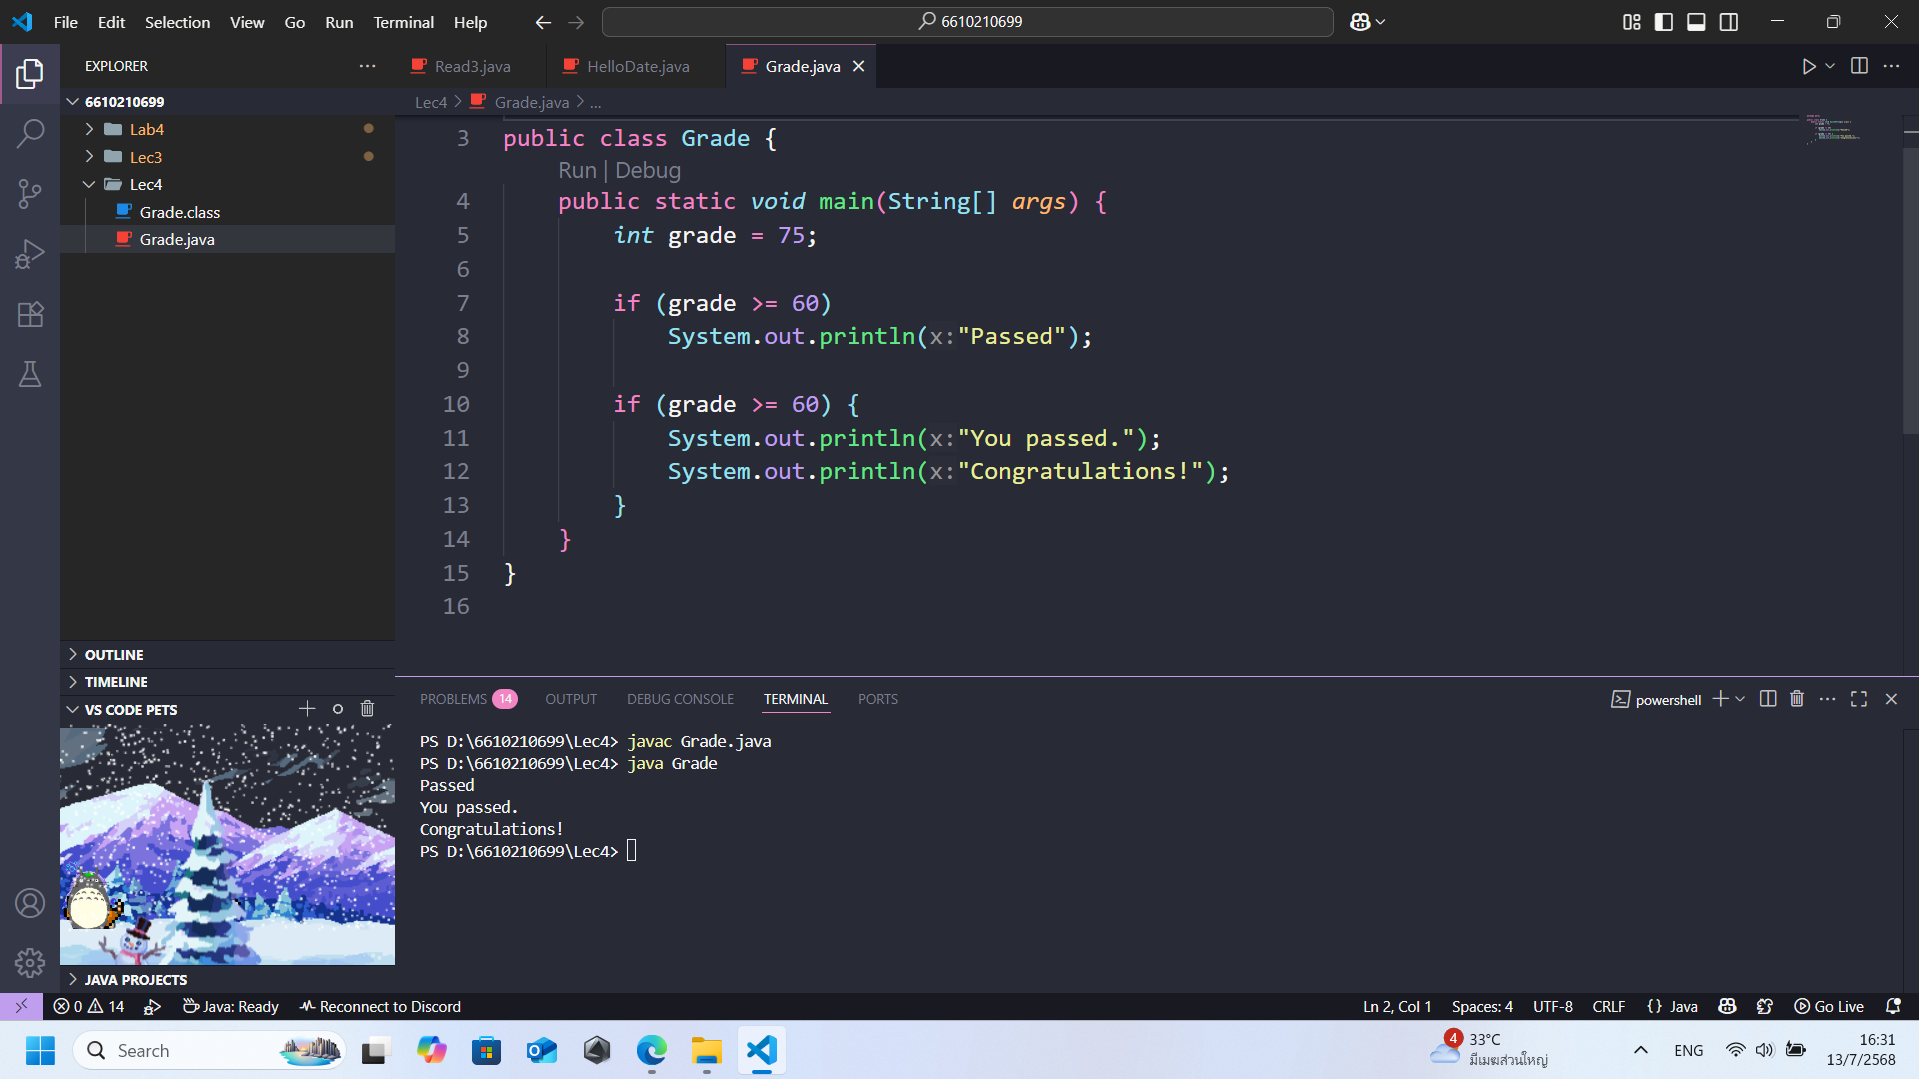 File Edit Selection View Go Run Terminal Help
6610210699
EXPLORER
Read3.java
HelloDate.java
Grade.java
6610210699
Lec4 > Grade.java > ...
Lab4
Lec3
Lec4
Grade.class
Grade.java
3 public class Grade {
Run | Debug
4 public static void main(String[] args) {
5 int grade = 75;
6
7 if (grade >= 60)
8 System.out.println(x:"Passed");
9
10 if (grade >= 60) {
11 System.out.println(x:"You passed.");
12 System.out.println(x:"Congratulations!");
13 }
14 }
15 }
16
OUTLINE
TIMELINE
VS CODE PETS
JAVA PROJECTS
PROBLEMS 14 OUTPUT DEBUG CONSOLE TERMINAL PORTS
powershell
PS D:\6610210699\Lec4> javac Grade.java
PS D:\6610210699\Lec4> java Grade
Passed
You passed.
Congratulations!
PS D:\6610210699\Lec4>
0 14 Java: Ready Reconnect to Discord
Ln 2, Col 1 Spaces: 4 UTF-8 CRLF {} Java Go Live
Search
4
33°C
มีเมฆส่วนใหญ่
ENG
16:31
13/7/2568